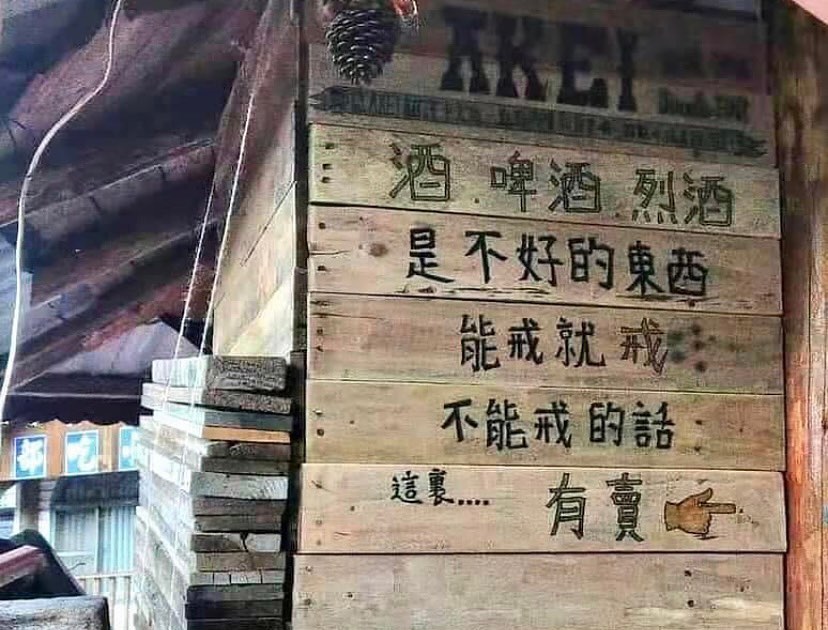 AKEI
酒 啤酒 烈酒
是不好的東西
能戒就戒
不能戒的話
這裏.... 有賣
吃